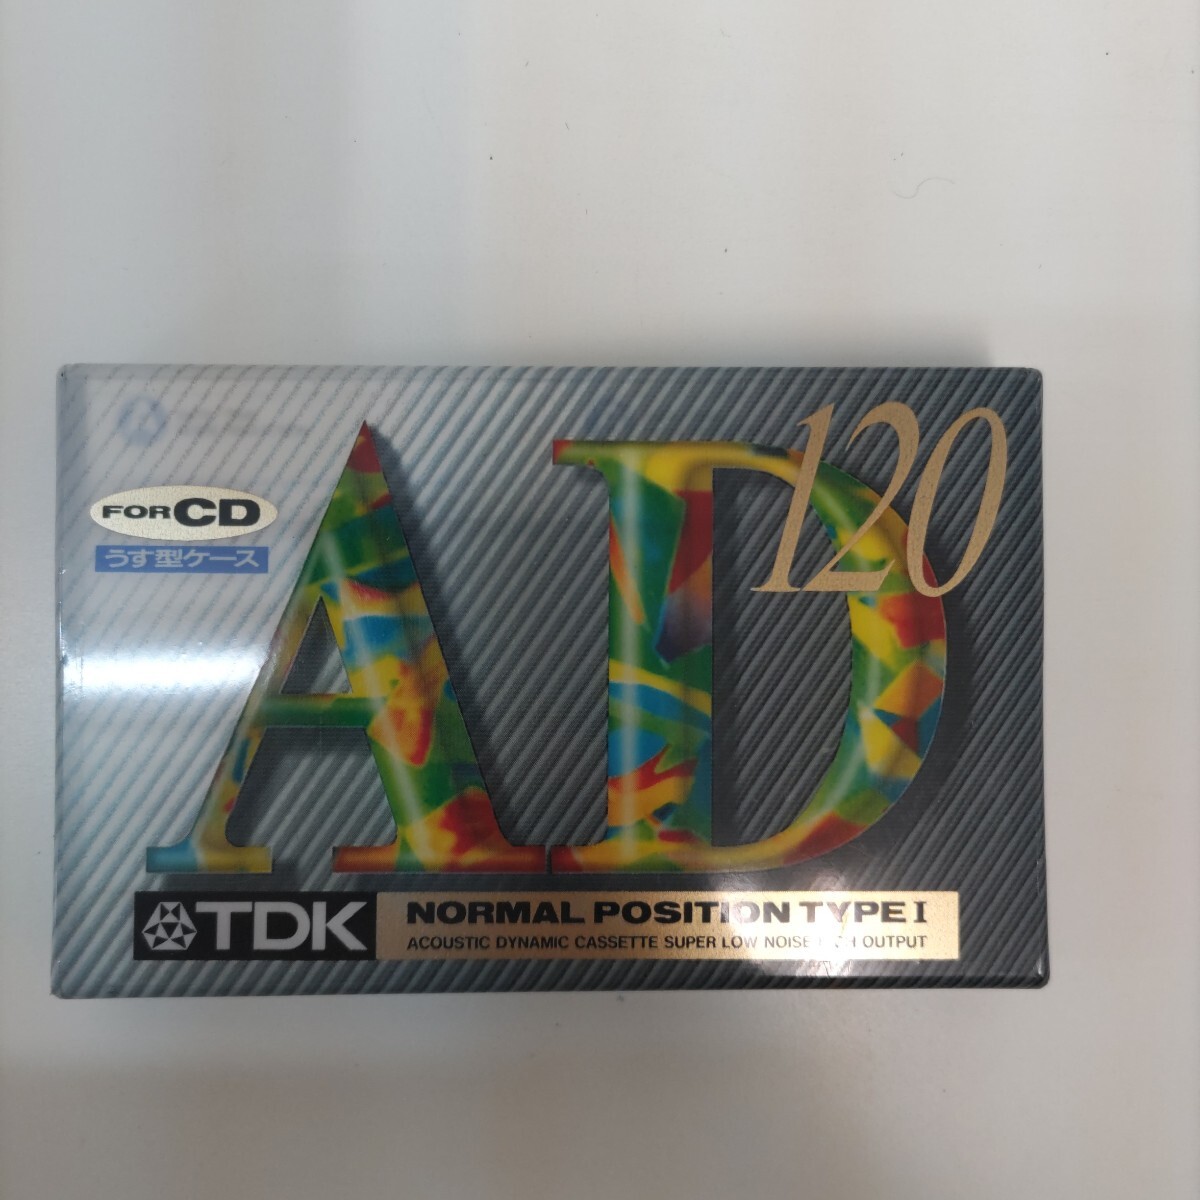 AD
120
FOR CD
うす型ケース
TDK
NORMAL POSITION TYPE I
ACOUSTIC DYNAMIC CASSETTE SUPER LOW NOISE HIGH OUTPUT